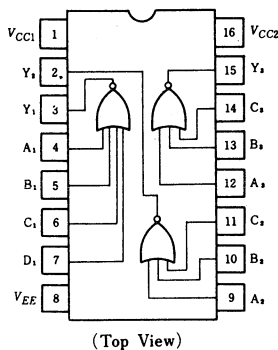 VCC1 1 16 VCC2
Y2 2 15 Y3
Y1 3 14 C3
A1 4 13 B3
B1 5 12 A3
C1 6 11 C2
D1 7 10 B2
VEE 8 9 A2
(Top View)